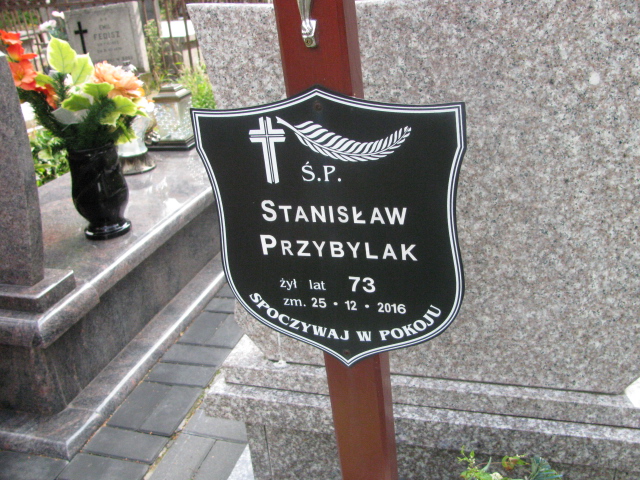 Ś.P.
STANISŁAW
PRZYBYLAK
żył lat 73
zm. 25 • 12 • 2016
SPOCZYWAJ W POKOJU